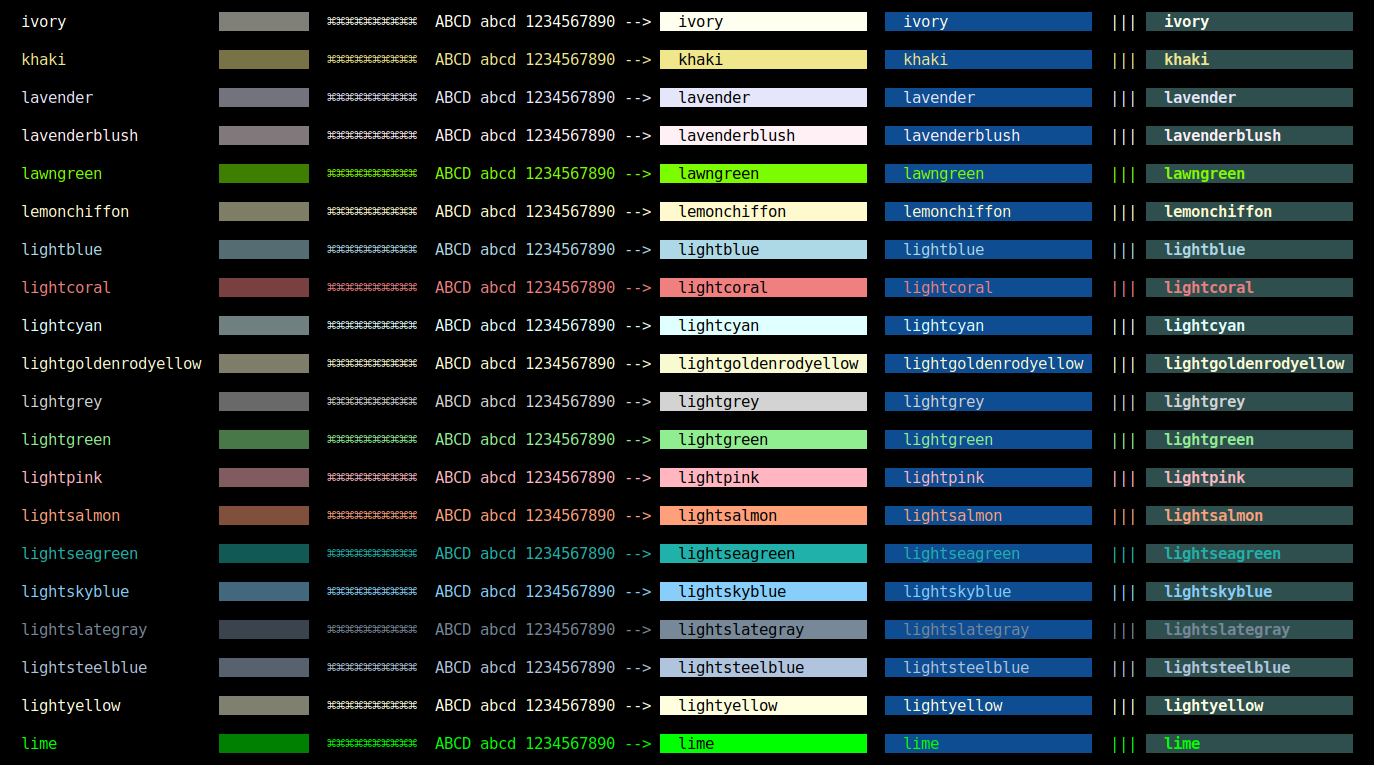 ivory ⌘⌘⌘⌘⌘⌘⌘⌘⌘⌘ ABCD abcd 1234567890 --> ivory ivory ||| ivory
khaki ⌘⌘⌘⌘⌘⌘⌘⌘⌘⌘ ABCD abcd 1234567890 --> khaki khaki ||| khaki
lavender ⌘⌘⌘⌘⌘⌘⌘⌘⌘⌘ ABCD abcd 1234567890 --> lavender lavender ||| lavender
lavenderblush ⌘⌘⌘⌘⌘⌘⌘⌘⌘⌘ ABCD abcd 1234567890 --> lavenderblush lavenderblush ||| lavenderblush
lawngreen ⌘⌘⌘⌘⌘⌘⌘⌘⌘⌘ ABCD abcd 1234567890 --> lawngreen lawngreen ||| lawngreen
lemonchiffon ⌘⌘⌘⌘⌘⌘⌘⌘⌘⌘ ABCD abcd 1234567890 --> lemonchiffon lemonchiffon ||| lemonchiffon
lightblue ⌘⌘⌘⌘⌘⌘⌘⌘⌘⌘ ABCD abcd 1234567890 --> lightblue lightblue ||| lightblue
lightcoral ⌘⌘⌘⌘⌘⌘⌘⌘⌘⌘ ABCD abcd 1234567890 --> lightcoral lightcoral ||| lightcoral
lightcyan ⌘⌘⌘⌘⌘⌘⌘⌘⌘⌘ ABCD abcd 1234567890 --> lightcyan lightcyan ||| lightcyan
lightgoldenrodyellow ⌘⌘⌘⌘⌘⌘⌘⌘⌘⌘ ABCD abcd 1234567890 --> lightgoldenrodyellow lightgoldenrodyellow ||| lightgoldenrodyellow
lightgrey ⌘⌘⌘⌘⌘⌘⌘⌘⌘⌘ ABCD abcd 1234567890 --> lightgrey lightgrey ||| lightgrey
lightgreen ⌘⌘⌘⌘⌘⌘⌘⌘⌘⌘ ABCD abcd 1234567890 --> lightgreen lightgreen ||| lightgreen
lightpink ⌘⌘⌘⌘⌘⌘⌘⌘⌘⌘ ABCD abcd 1234567890 --> lightpink lightpink ||| lightpink
lightsalmon ⌘⌘⌘⌘⌘⌘⌘⌘⌘⌘ ABCD abcd 1234567890 --> lightsalmon lightsalmon ||| lightsalmon
lightseagreen ⌘⌘⌘⌘⌘⌘⌘⌘⌘⌘ ABCD abcd 1234567890 --> lightseagreen lightseagreen ||| lightseagreen
lightskyblue ⌘⌘⌘⌘⌘⌘⌘⌘⌘⌘ ABCD abcd 1234567890 --> lightskyblue lightskyblue ||| lightskyblue
lightslategray ⌘⌘⌘⌘⌘⌘⌘⌘⌘⌘ ABCD abcd 1234567890 --> lightslategray lightslategray ||| lightslategray
lightsteelblue ⌘⌘⌘⌘⌘⌘⌘⌘⌘⌘ ABCD abcd 1234567890 --> lightsteelblue lightsteelblue ||| lightsteelblue
lightyellow ⌘⌘⌘⌘⌘⌘⌘⌘⌘⌘ ABCD abcd 1234567890 --> lightyellow lightyellow ||| lightyellow
lime ⌘⌘⌘⌘⌘⌘⌘⌘⌘⌘ ABCD abcd 1234567890 --> lime lime ||| lime